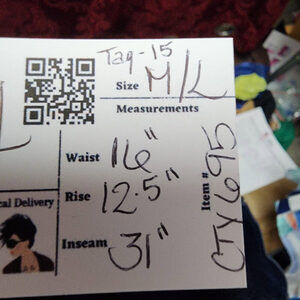 Tag-15
Size M/L
Measurements
Waist 16"
Rise 12.5"
Inseam 31"
cal Delivery
Item #
CTY695